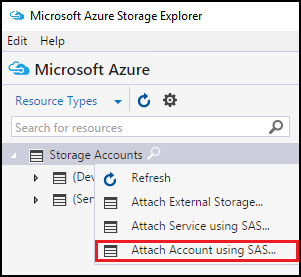 Microsoft Azure Storage Explorer
Edit Help
Microsoft Azure
Resource Types
Search for resources
Storage Accounts
(Dev
Refresh
(Ser
Attach External Storage...
Attach Service using SAS...
Attach Account using SAS...